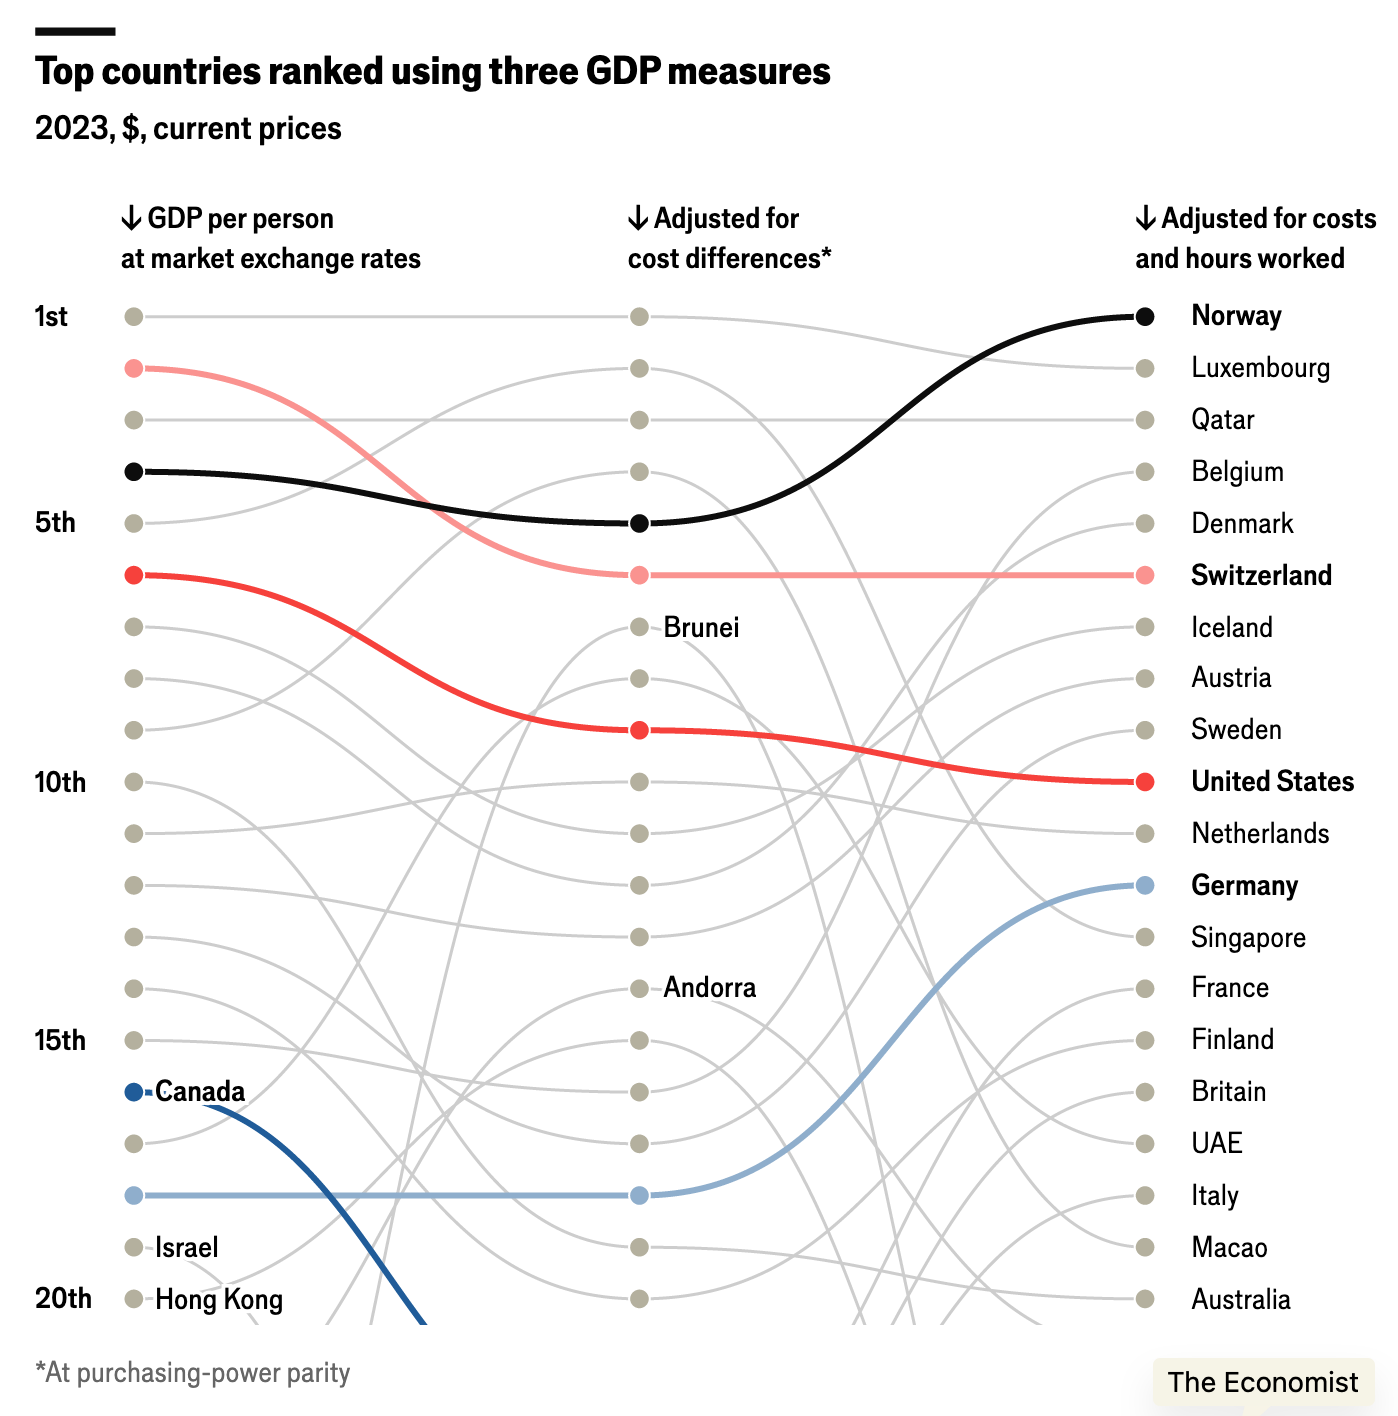 Top countries ranked using three GDP measures
2023, $, current prices
↓ GDP per person
at market exchange rates
↓ Adjusted for
cost differences*
↓ Adjusted for costs
and hours worked
1st
Norway
Luxembourg
Qatar
Belgium
5th
Denmark
Switzerland
Brunei
Iceland
Austria
Sweden
10th
United States
Netherlands
Germany
Singapore
Andorra
France
15th
Finland
Canada
Britain
UAE
Italy
Israel
Macao
20th
Hong Kong
Australia
*At purchasing-power parity
The Economist